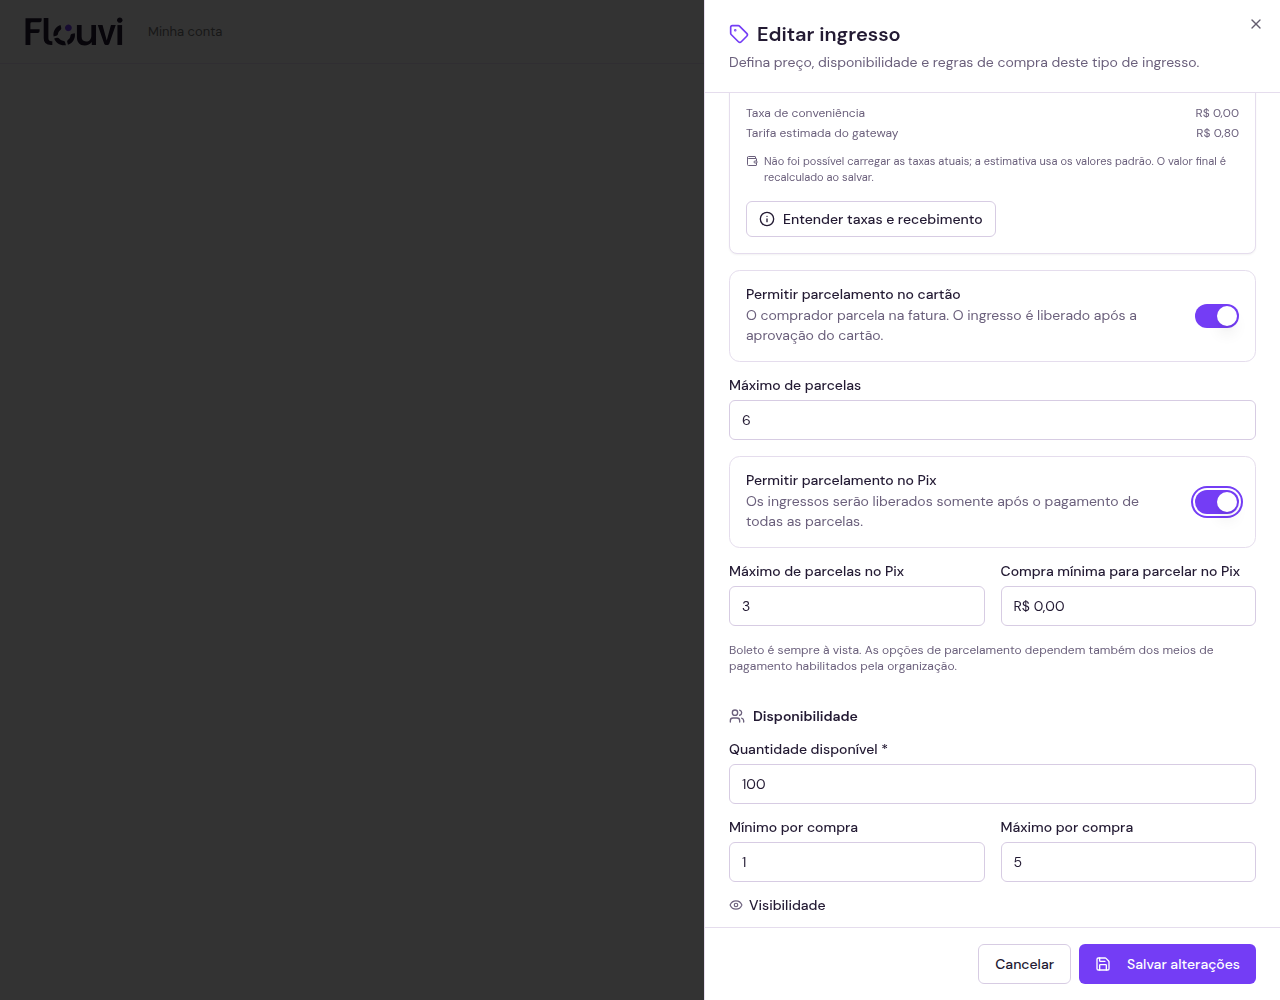 Flouvi
Minha conta
Editar ingresso
Defina preço, disponibilidade e regras de compra deste tipo de ingresso.
Taxa de conveniência R$ 0,00
Tarifa estimada do gateway R$ 0,80
Não foi possível carregar as taxas atuais; a estimativa usa os valores padrão. O valor final é
recalculado ao salvar.
Entender taxas e recebimento
Permitir parcelamento no cartão
O comprador parcela na fatura. O ingresso é liberado após a
aprovação do cartão.
Máximo de parcelas
6
Permitir parcelamento no Pix
Os ingressos serão liberados somente após o pagamento de
todas as parcelas.
Máximo de parcelas no Pix Compra mínima para parcelar no Pix
3 R$ 0,00
Boleto é sempre à vista. As opções de parcelamento dependem também dos meios de
pagamento habilitados pela organização.
Disponibilidade
Quantidade disponível *
100
Mínimo por compra Máximo por compra
1 5
Visibilidade
Cancelar Salvar alterações